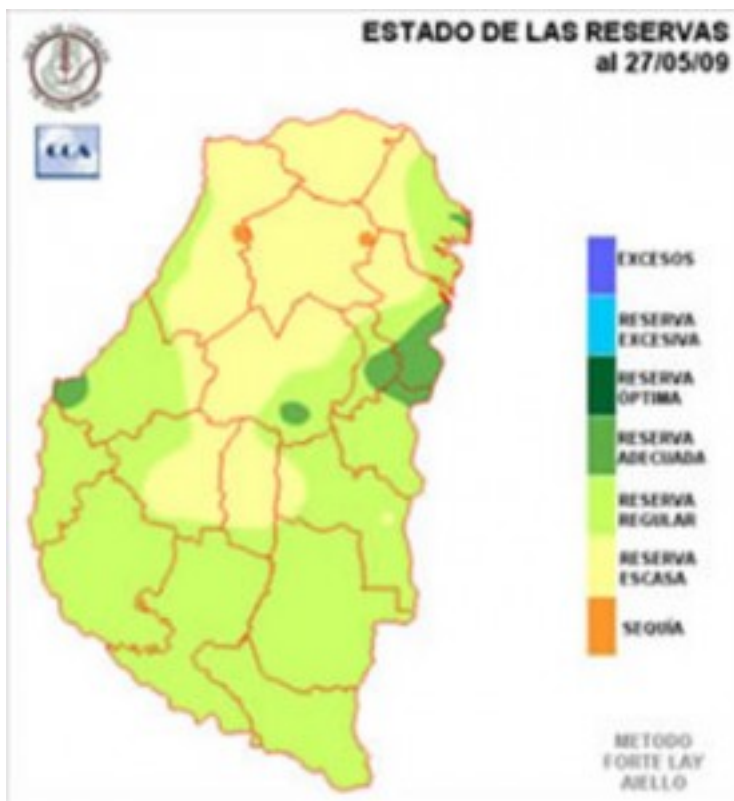 ESTADO DE LAS RESERVAS
al 27/05/09
CCA
EXCESOS
RESERVA
EXCESIVA
RESERVA
ÓPTIMA
RESERVA
ADECUADA
RESERVA
REGULAR
RESERVA
ESCASA
SEQUÍA
METODO
FORTE LAY
AIELLO